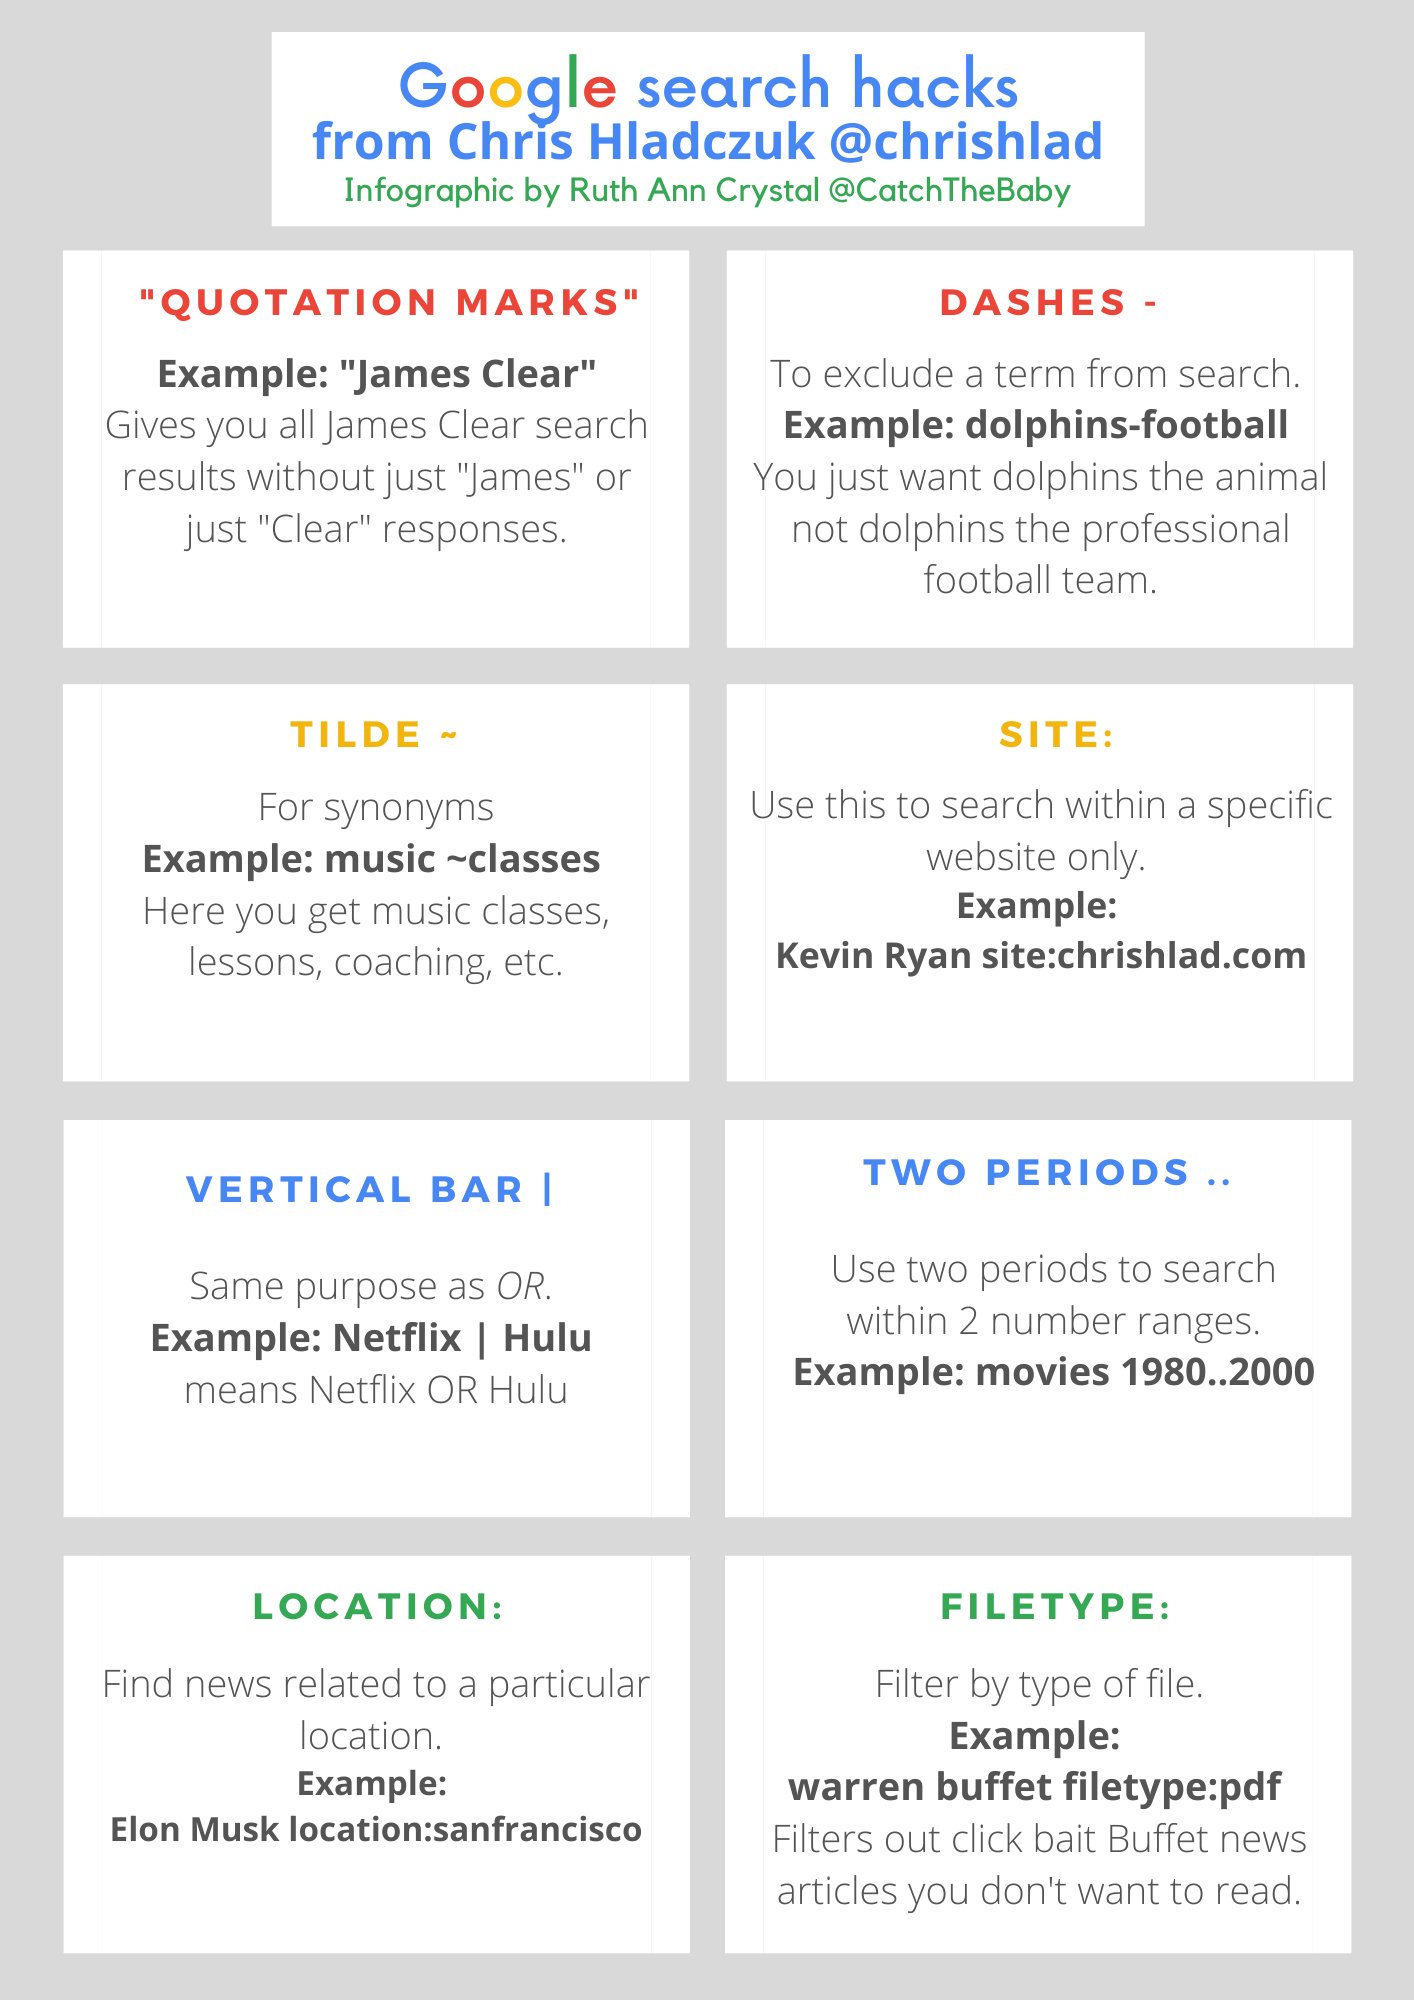 Google search hacks
from Chris Hladczuk @chrishlad
Infographic by Ruth Ann Crystal @CatchTheBaby
"QUOTATION MARKS"
Example: "James Clear"
Gives you all James Clear search
results without just "James" or
just "Clear" responses.
DASHES -
To exclude a term from search.
Example: dolphins-football
You just want dolphins the animal
not dolphins the professional
football team.
TILDE ~
For synonyms
Example: music ~classes
Here you get music classes,
lessons, coaching, etc.
SITE:
Use this to search within a specific
website only.
Example:
Kevin Ryan site:chrishlad.com
VERTICAL BAR |
Same purpose as OR.
Example: Netflix | Hulu
means Netflix OR Hulu
TWO PERIODS ..
Use two periods to search
within 2 number ranges.
Example: movies 1980..2000
LOCATION:
Find news related to a particular
location.
Example:
Elon Musk location:sanfrancisco
FILETYPE:
Filter by type of file.
Example:
warren buffet filetype:pdf
Filters out click bait Buffet news
articles you don't want to read.